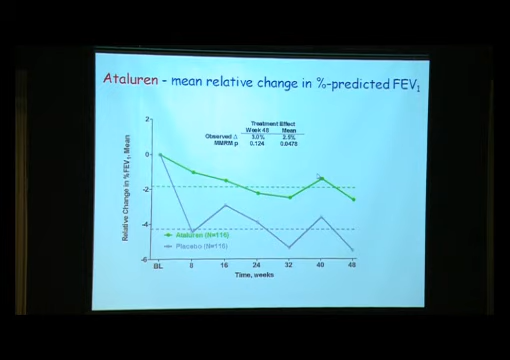 Ataluren - mean relative change in %-predicted FEV1
Treatment Effect
Week 48 Mean
Observed Δ 3.0% 2.5%
MMRM p 0.124 0.0478
Relative Change in %FEV1, Mean
2
0
-2
-4
-6
Ataluren (N=116)
Placebo (N=116)
BL 8 16 24 32 40 48
Time, weeks